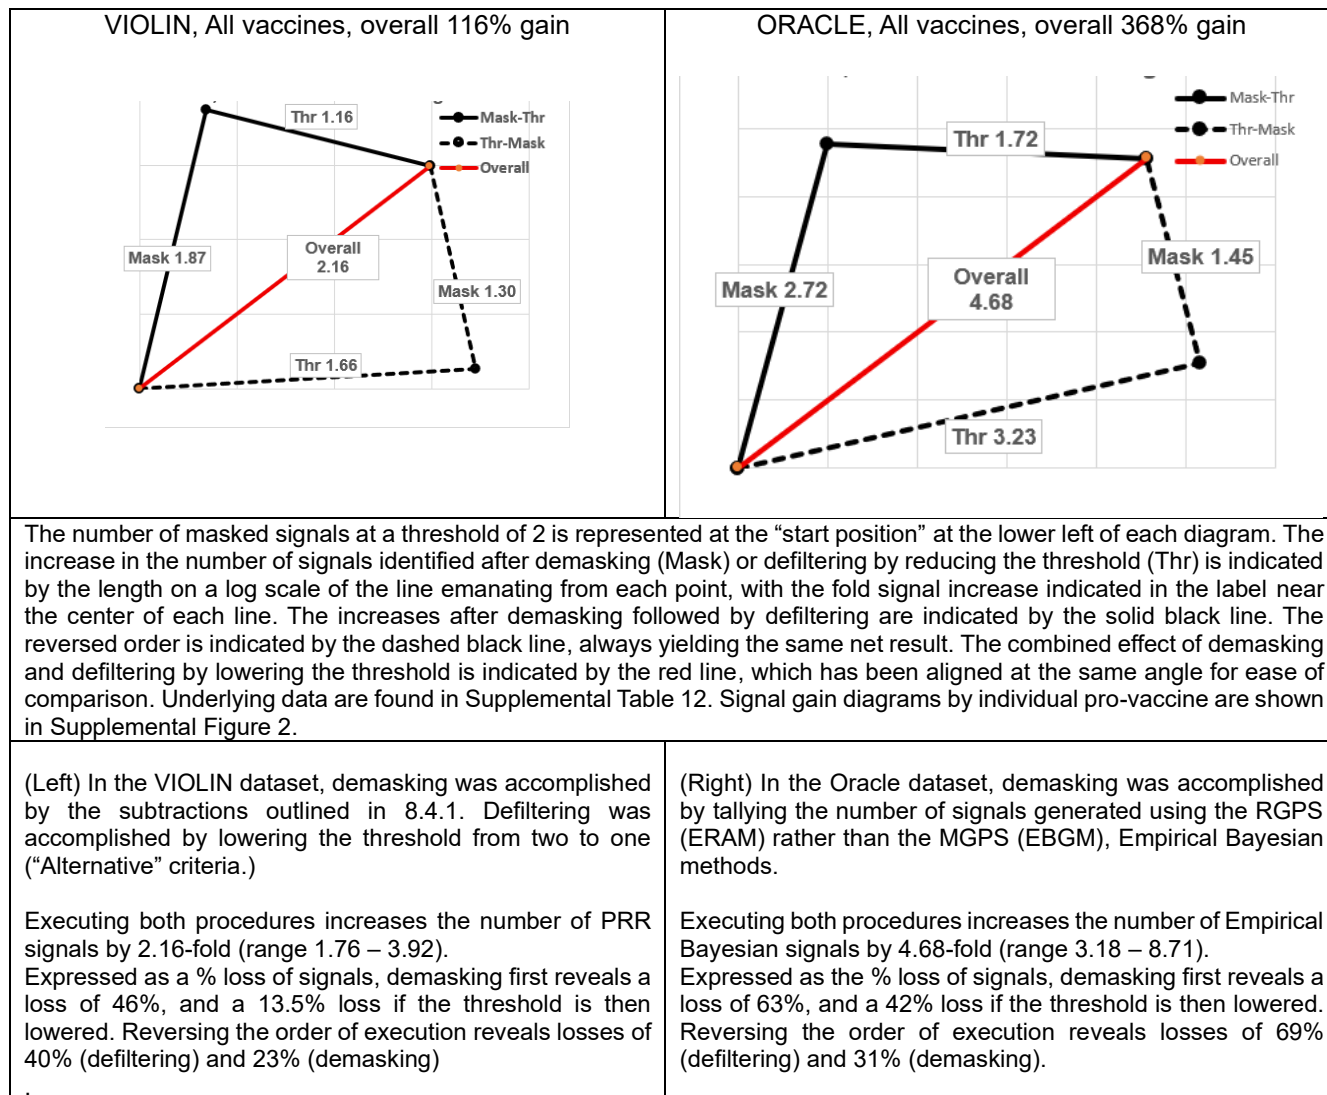 VIOLIN, All vaccines, overall 116% gain
Thr 1.16
Mask-Thr
Thr-Mask
Overall
Mask 1.87
Overall
2.16
Mask 1.30
Thr 1.66
ORACLE, All vaccines, overall 368% gain
Mask-Thr
Thr 1.72
Thr-Mask
Overall
Mask 1.45
Mask 2.72
Overall
4.68
Thr 3.23
The number of masked signals at a threshold of 2 is represented at the “start position” at the lower left of each diagram. The
increase in the number of signals identified after demasking (Mask) or defiltering by reducing the threshold (Thr) is indicated
by the length on a log scale of the line emanating from each point, with the fold signal increase indicated in the label near
the center of each line. The increases after demasking followed by defiltering are indicated by the solid black line. The
reversed order is indicated by the dashed black line, always yielding the same net result. The combined effect of demasking
and defiltering by lowering the threshold is indicated by the red line, which has been aligned at the same angle for ease of
comparison. Underlying data are found in Supplemental Table 12. Signal gain diagrams by individual pro-vaccine are shown
in Supplemental Figure 2.
(Left) In the VIOLIN dataset, demasking was accomplished
by the subtractions outlined in 8.4.1. Defiltering was
accomplished by lowering the threshold from two to one
(“Alternative” criteria.)
Executing both procedures increases the number of PRR
signals by 2.16-fold (range 1.76 – 3.92).
Expressed as a % loss of signals, demasking first reveals a
loss of 46%, and a 13.5% loss if the threshold is then
lowered. Reversing the order of execution reveals losses of
40% (defiltering) and 23% (demasking)
.
(Right) In the Oracle dataset, demasking was accomplished
by tallying the number of signals generated using the RGPS
(ERAM) rather than the MGPS (EBGM), Empirical Bayesian
methods.
Executing both procedures increases the number of Empirical
Bayesian signals by 4.68-fold (range 3.18 – 8.71).
Expressed as the % loss of signals, demasking first reveals a
loss of 63%, and a 42% loss if the threshold is then lowered.
Reversing the order of execution reveals losses of 69%
(defiltering) and 31% (demasking).